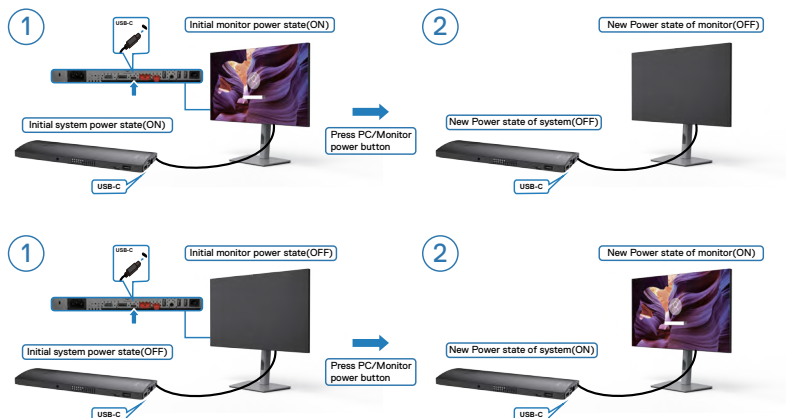 1
USB-C
Initial monitor power state(ON)
Initial system power state(ON)
USB-C
Press PC/Monitor
power button
2
New Power state of monitor(OFF)
New Power state of system(OFF)
USB-C
1
USB-C
Initial monitor power state(OFF)
Initial system power state(OFF)
USB-C
Press PC/Monitor
power button
2
New Power state of monitor(ON)
New Power state of system(ON)
USB-C